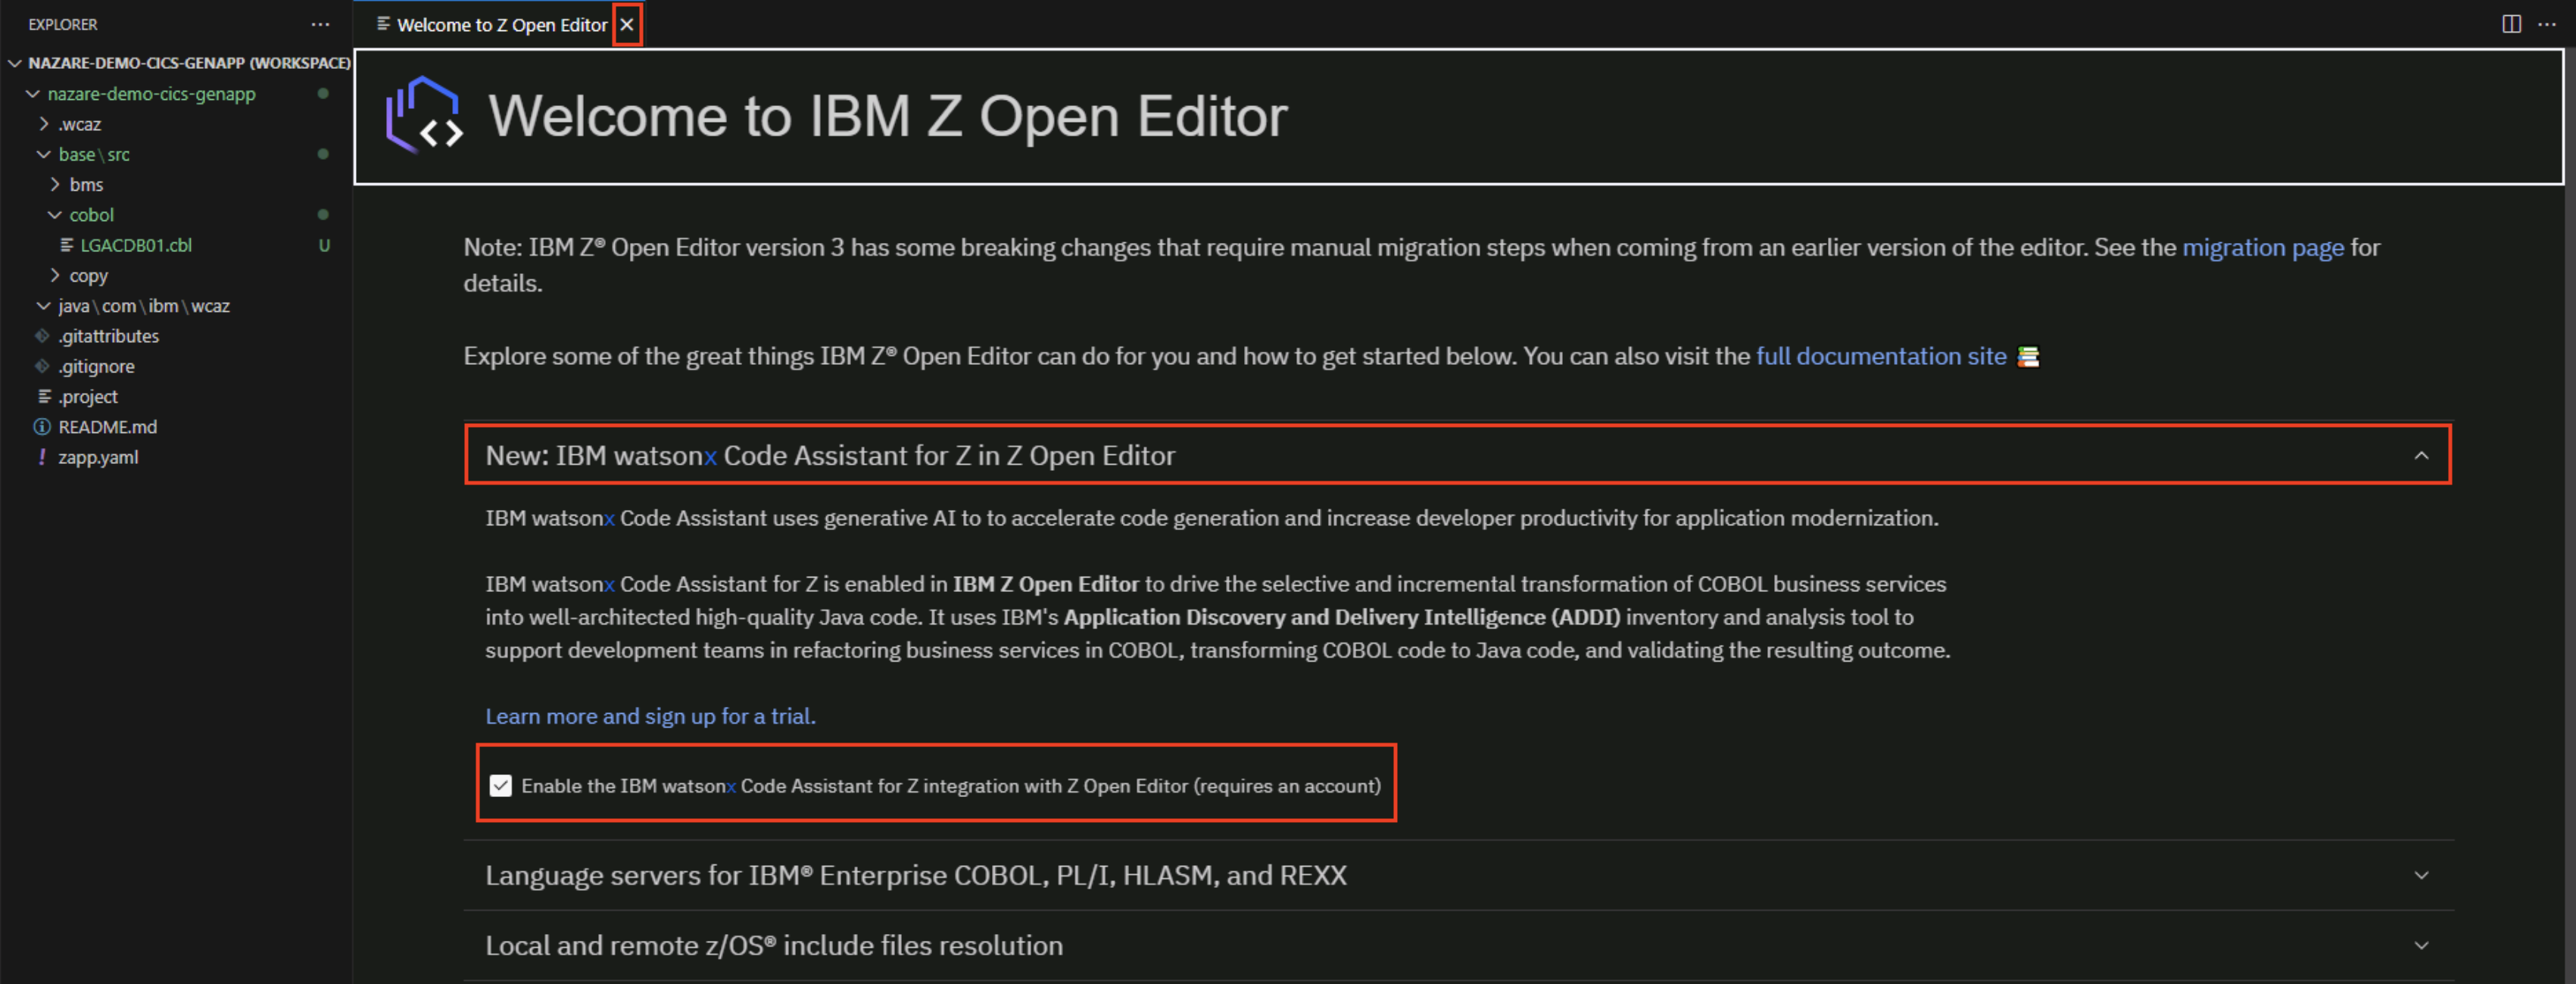 EXPLORER
Welcome to Z Open Editor
NAZARE-DEMO-CICS-GENAPP (WORKSPACE)
nazare-demo-cics-genapp
.wcaz
base\src
bms
cobol
LGACDB01.cbl U
copy
java\com\ibm\wcaz
.gitattributes
.gitignore
.project
README.md
zapp.yaml
Welcome to IBM Z Open Editor
Note: IBM Z® Open Editor version 3 has some breaking changes that require manual migration steps when coming from an earlier version of the editor. See the migration page for
details.
Explore some of the great things IBM Z® Open Editor can do for you and how to get started below. You can also visit the full documentation site
New: IBM watsonx Code Assistant for Z in Z Open Editor
IBM watsonx Code Assistant uses generative AI to to accelerate code generation and increase developer productivity for application modernization.
IBM watsonx Code Assistant for Z is enabled in IBM Z Open Editor to drive the selective and incremental transformation of COBOL business services
into well-architected high-quality Java code. It uses IBM's Application Discovery and Delivery Intelligence (ADDI) inventory and analysis tool to
support development teams in refactoring business services in COBOL, transforming COBOL code to Java code, and validating the resulting outcome.
Learn more and sign up for a trial.
Enable the IBM watsonx Code Assistant for Z integration with Z Open Editor (requires an account)
Language servers for IBM® Enterprise COBOL, PL/I, HLASM, and REXX
Local and remote z/OS® include files resolution